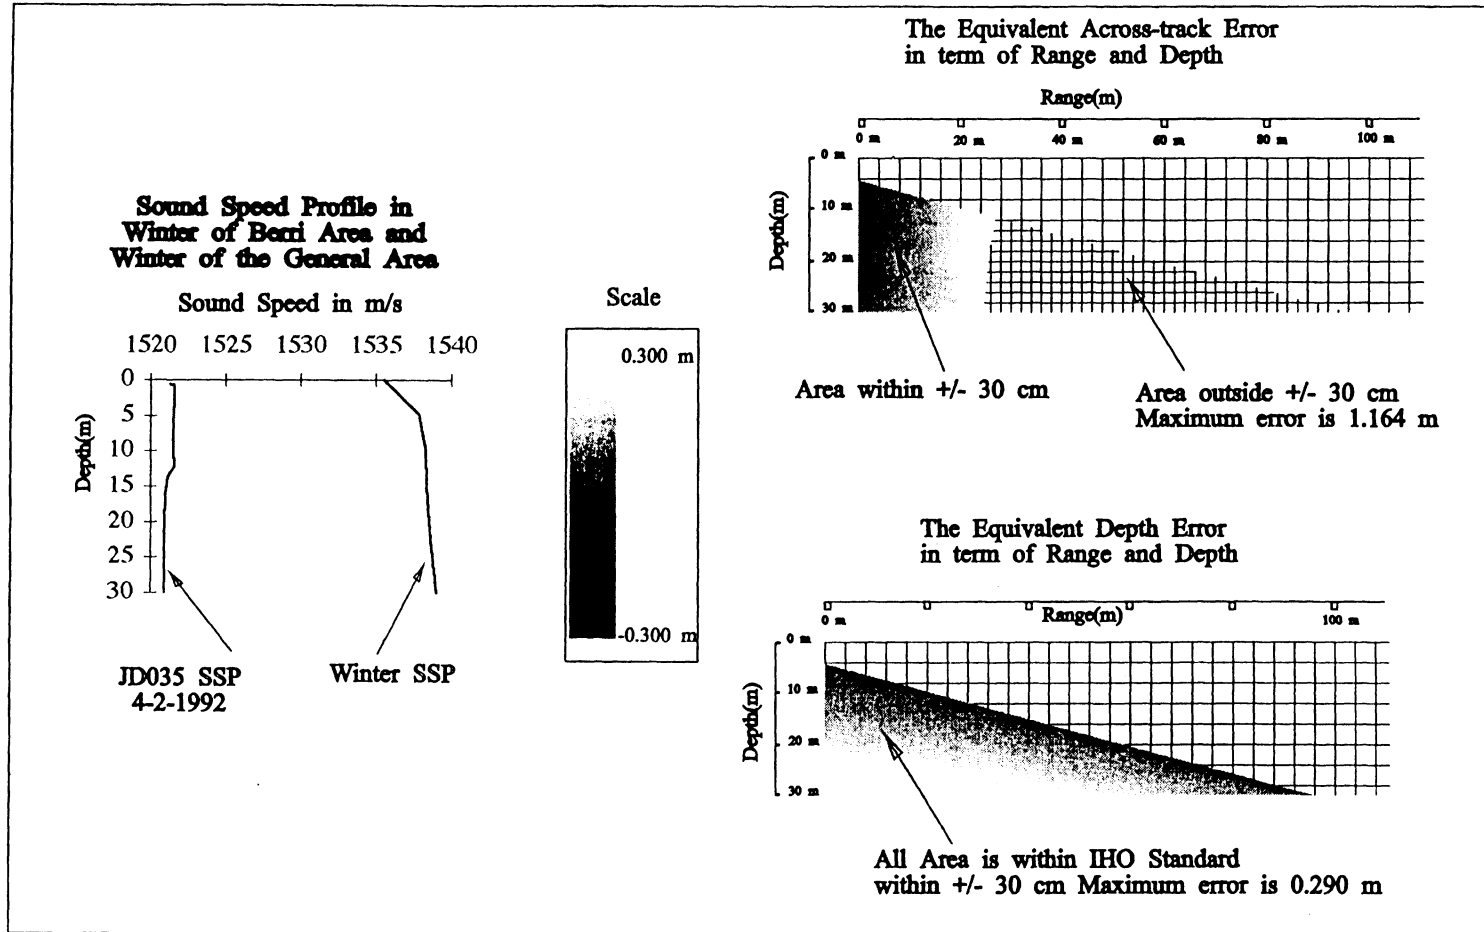 The Equivalent Across-track Error
in term of Range and Depth
Range(m)
0 m 20 m 40 m 60 m 80 m 100 m
Depth(m)
0 m
10 m
20 m
30 m
Area within +/- 30 cm
Area outside +/- 30 cm
Maximum error is 1.164 m
Sound Speed Profile in
Winter of Berri Area and
Winter of the General Area
Sound Speed in m/s
1520 1525 1530 1535 1540
Depth(m)
0
5
10
15
20
25
30
JD035 SSP
4-2-1992
Winter SSP
Scale
0.300 m
-0.300 m
The Equivalent Depth Error
in term of Range and Depth
Range(m)
0 m 100 m
Depth(m)
0 m
10 m
20 m
30 m
All Area is within IHO Standard
within +/- 30 cm Maximum error is 0.290 m